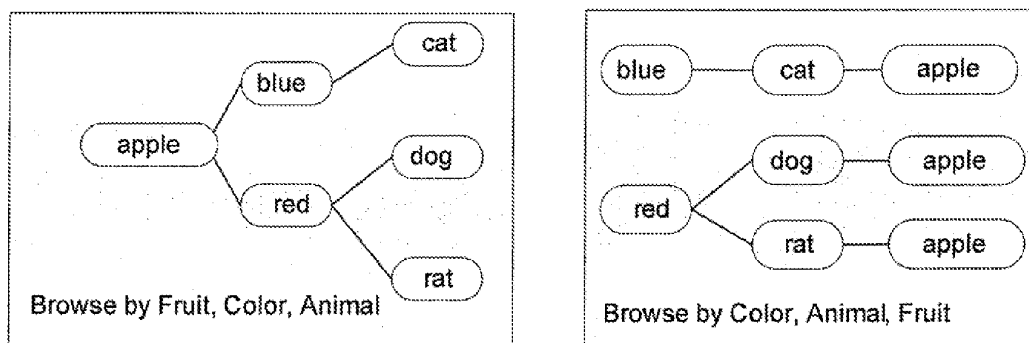 cat
blue
apple
dog
red
rat
Browse by Fruit, Color, Animal
blue cat apple
dog apple
red
rat apple
Browse by Color, Animal, Fruit